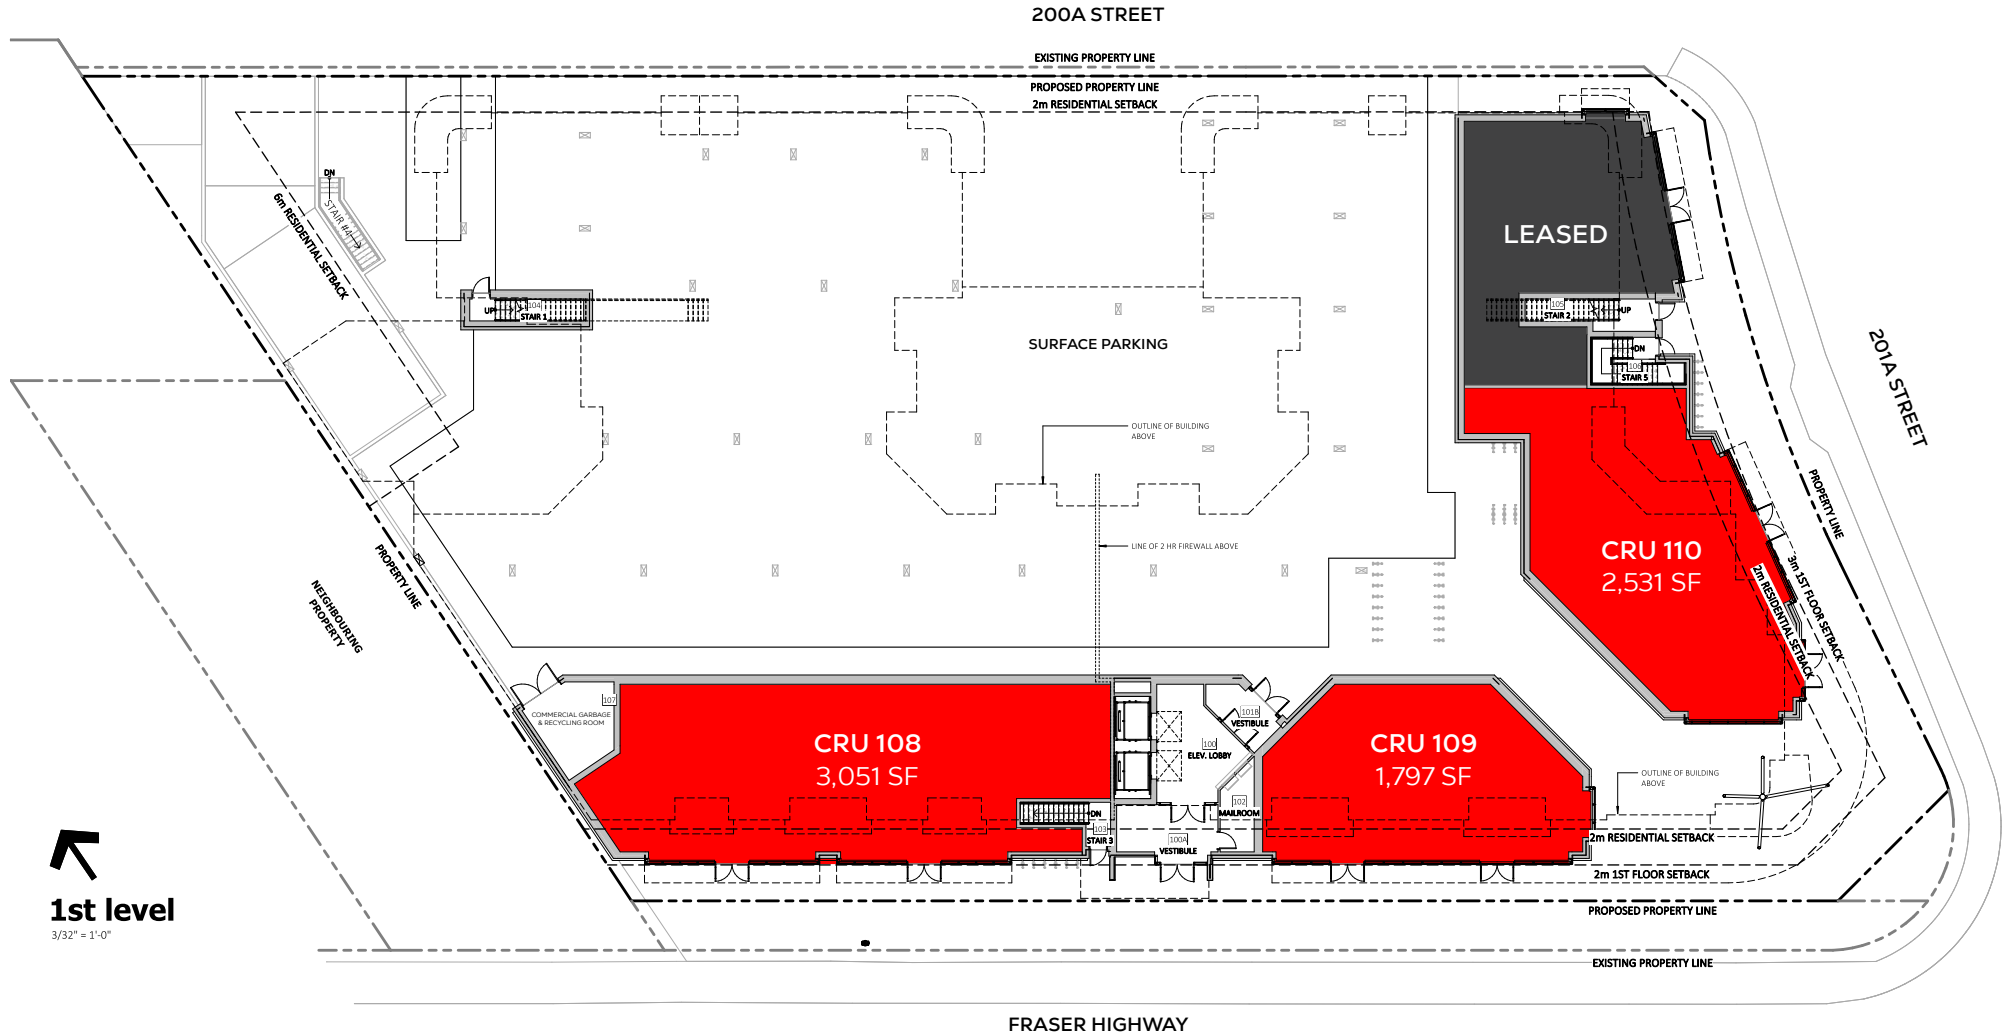 200A STREET
EXISTING PROPERTY LINE
PROPOSED PROPERTY LINE
2m RESIDENTIAL SETBACK
DN
STAIR #4
6m RESIDENTIAL SETBACK
LEASED
104
UP
STAIR 1
105
UP
STAIR 2
SURFACE PARKING
DN
106
STAIR 5
201A STREET
OUTLINE OF BUILDING
ABOVE
PROPERTY LINE
LINE OF 2 HR FIREWALL ABOVE
CRU 110
2,531 SF
3m 1ST FLOOR SETBACK
2m RESIDENTIAL SETBACK
PROPERTY LINE
NEIGHBOURING
PROPERTY
107
COMMERCIAL GARBAGE
& RECYCLING ROOM
101B
VESTIBULE
100
ELEV. LOBBY
CRU 108
3,051 SF
CRU 109
1,797 SF
OUTLINE OF BUILDING
ABOVE
102
MAILROOM
DN
103
STAIR 3
100A
VESTIBULE
2m RESIDENTIAL SETBACK
2m 1ST FLOOR SETBACK
1st level
3/32" = 1'-0"
PROPOSED PROPERTY LINE
EXISTING PROPERTY LINE
FRASER HIGHWAY